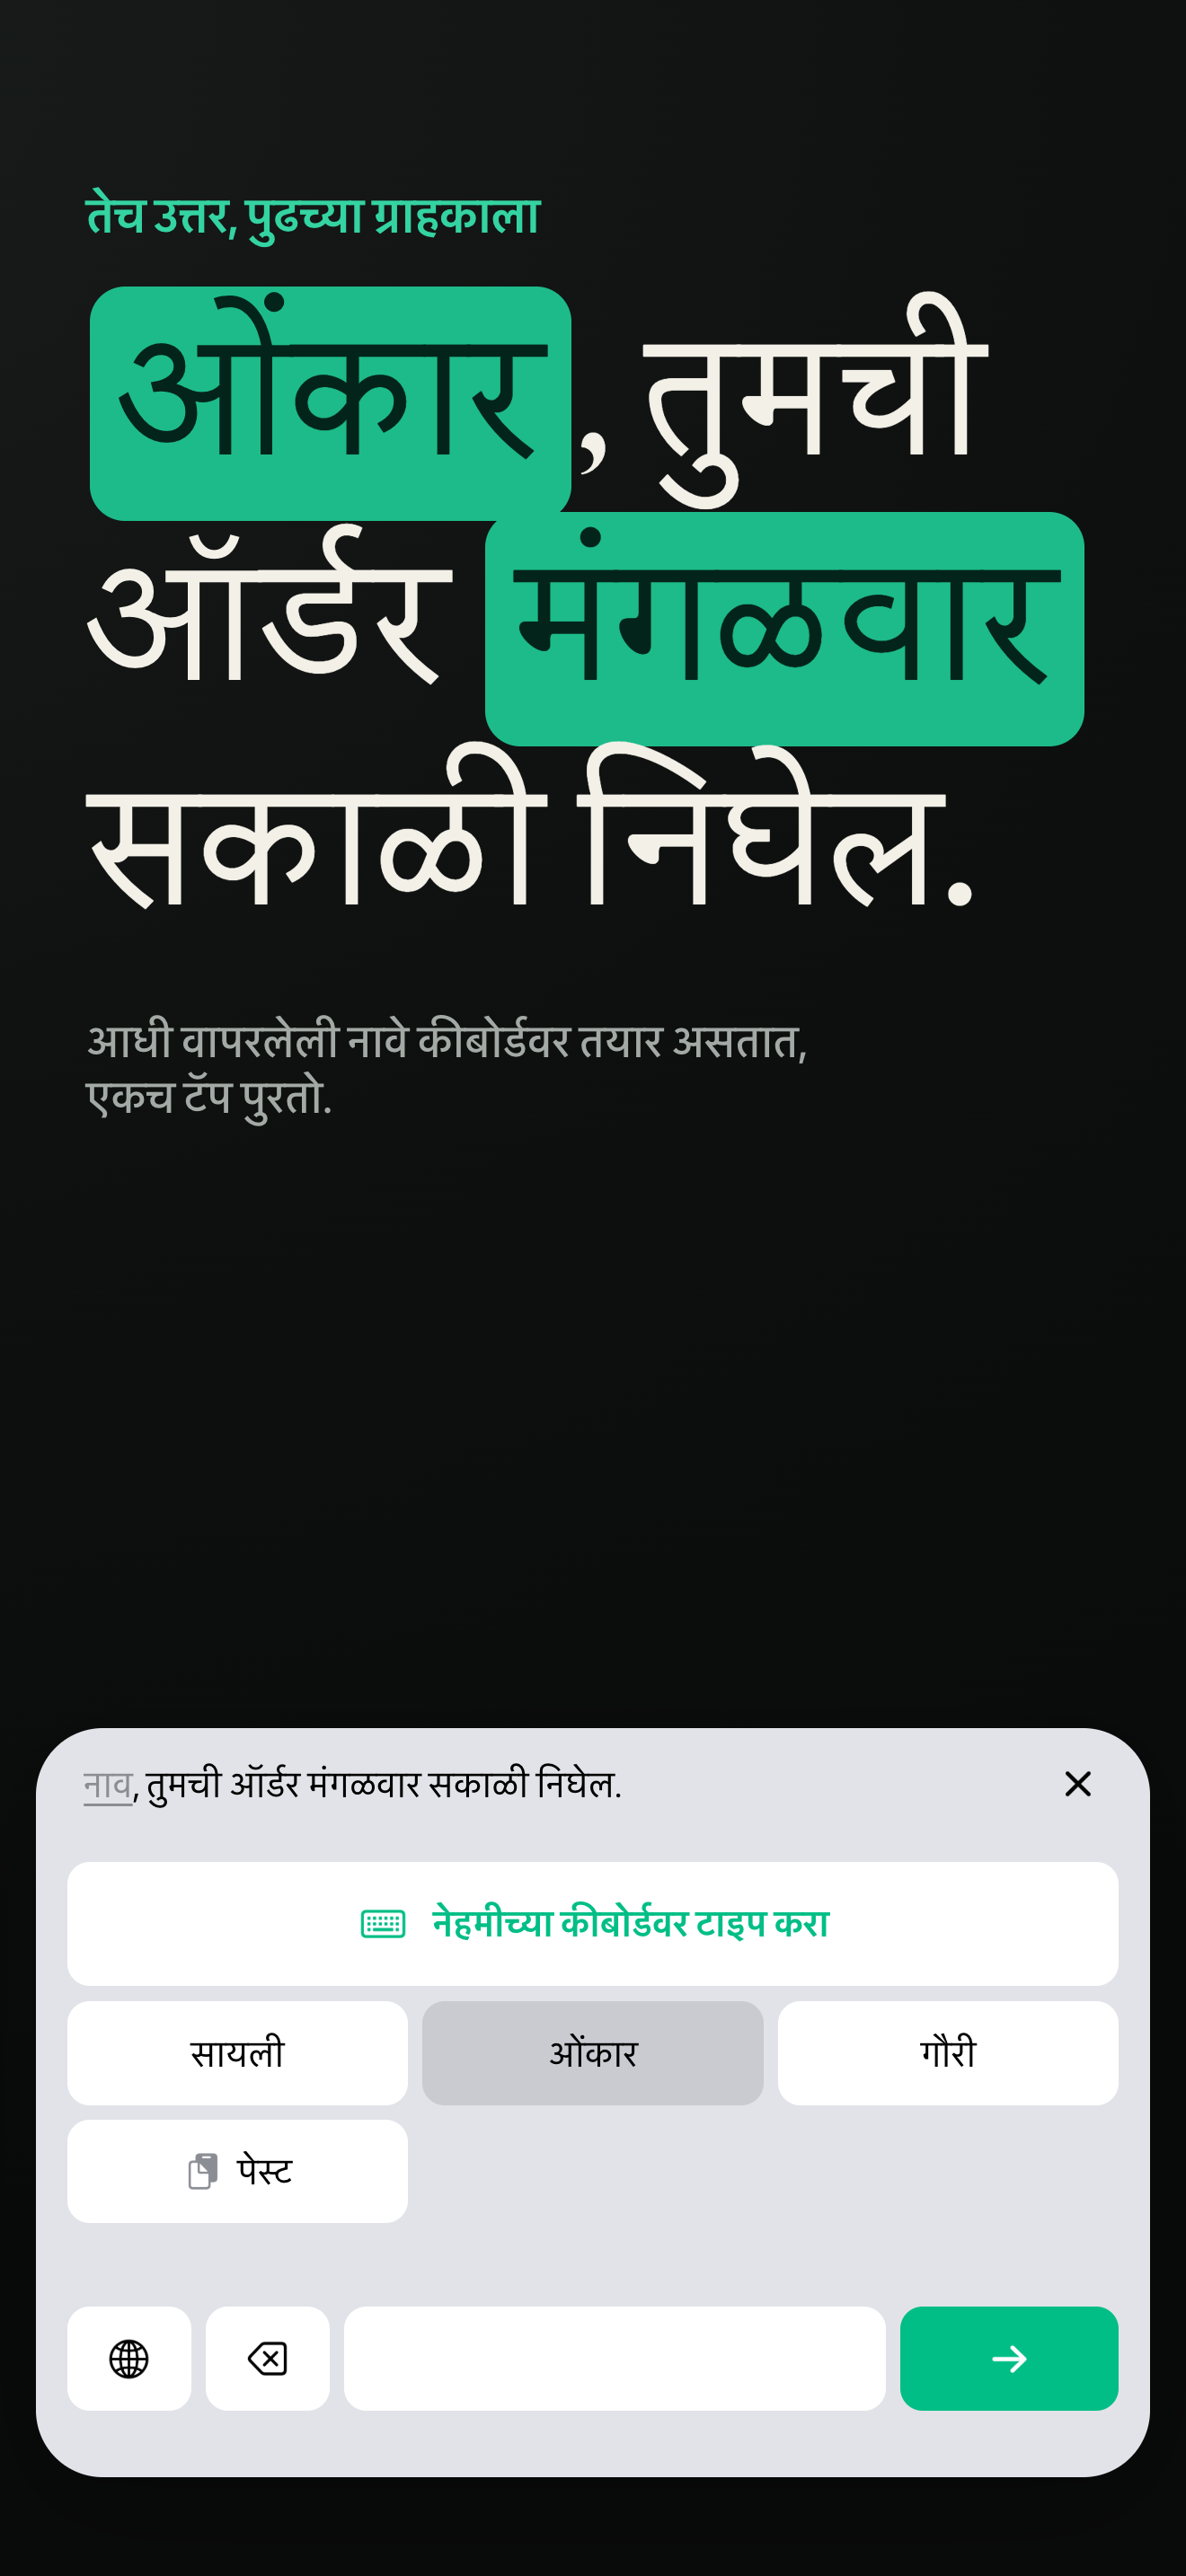 तेच उत्तर, पुढच्या ग्राहकाला
ओंकार, तुमची
ऑर्डर मंगळवार
सकाळी निघेल.
आधी वापरलेली नावे कीबोर्डवर तयार असतात,
एकच टॅप पुरतो.
नाव, तुमची ऑर्डर मंगळवार सकाळी निघेल.
नेहमीच्या कीबोर्डवर टाइप करा
सायली
ओंकार
गौरी
पेस्ट